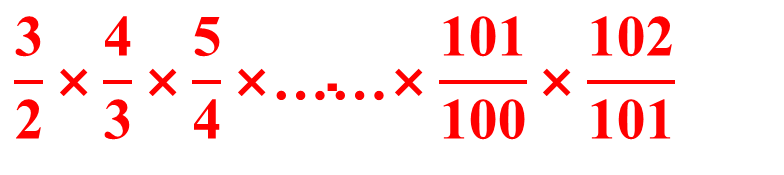 3/2 × 4/3 × 5/4 × ...-... × 101/100 × 102/101